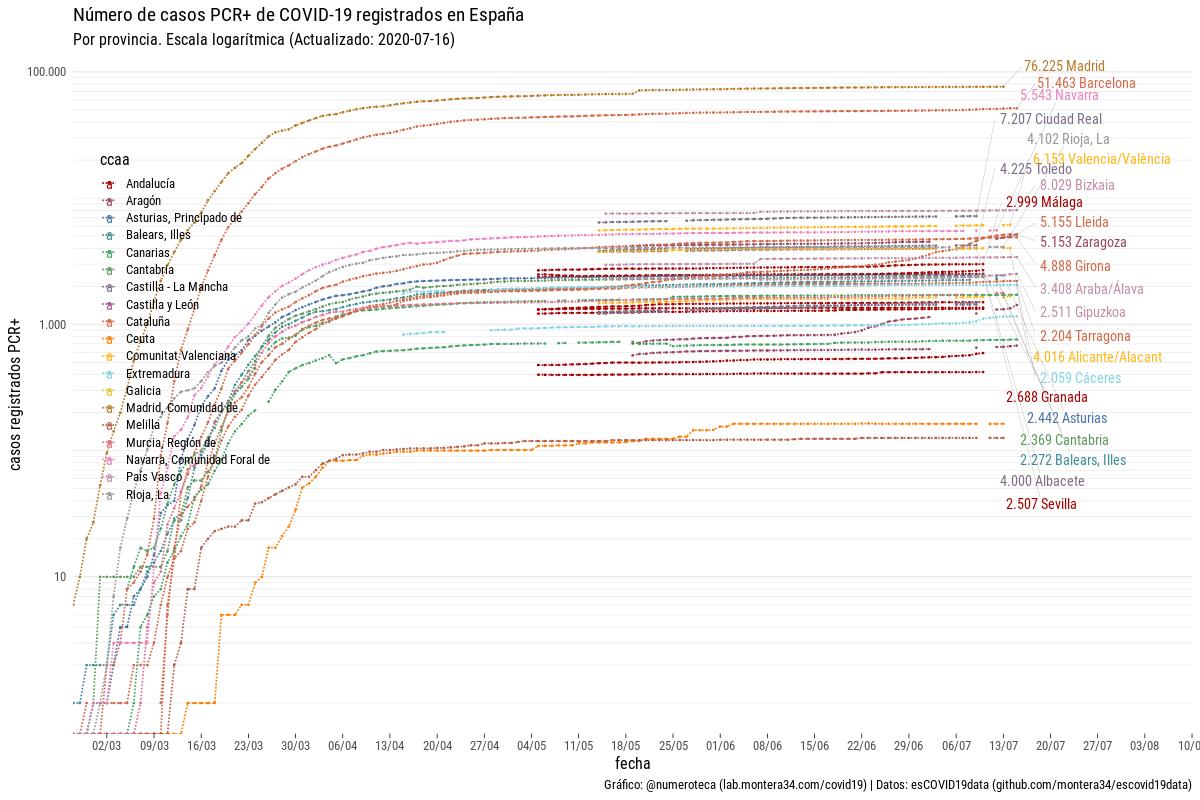 Número de casos PCR+ de COVID-19 registrados en España
Por provincia. Escala logarítmica (Actualizado: 2020-07-16)
100.000
1.000
10
casos registrados PCR+
ccaa
Andalucía
Aragón
Asturias, Principado de
Balears, Illes
Canarias
Cantabria
Castilla - La Mancha
Castilla y León
Cataluña
Ceuta
Comunitat Valenciana
Extremadura
Galicia
Madrid, Comunidad de
Melilla
Murcia, Región de
Navarra, Comunidad Foral de
País Vasco
Rioja, La
76.225 Madrid
51.463 Barcelona
5.543 Navarra
7.207 Ciudad Real
4.102 Rioja, La
6.153 Valencia/València
4.225 Toledo
8.029 Bizkaia
2.999 Málaga
5.155 Lleida
5.153 Zaragoza
4.888 Girona
3.408 Araba/Álava
2.511 Gipuzkoa
2.204 Tarragona
4.016 Alicante/Alacant
2.059 Cáceres
2.688 Granada
2.442 Asturias
2.369 Cantabria
2.272 Balears, Illes
4.000 Albacete
2.507 Sevilla
02/03 09/03 16/03 23/03 30/03 06/04 13/04 20/04 27/04 04/05 11/05 18/05 25/05 01/06 08/06 15/06 22/06 29/06 06/07 13/07 20/07 27/07 03/08 10/0
fecha
Gráfico: @numeroteca (lab.montera34.com/covid19) | Datos: esCOVID19data (github.com/montera34/escovid19data)